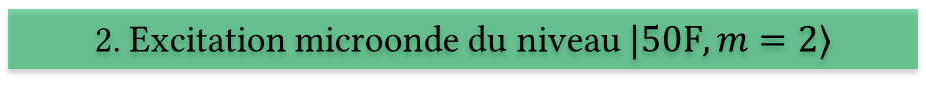 2. Excitation microonde du niveau |50F, m = 2⟩